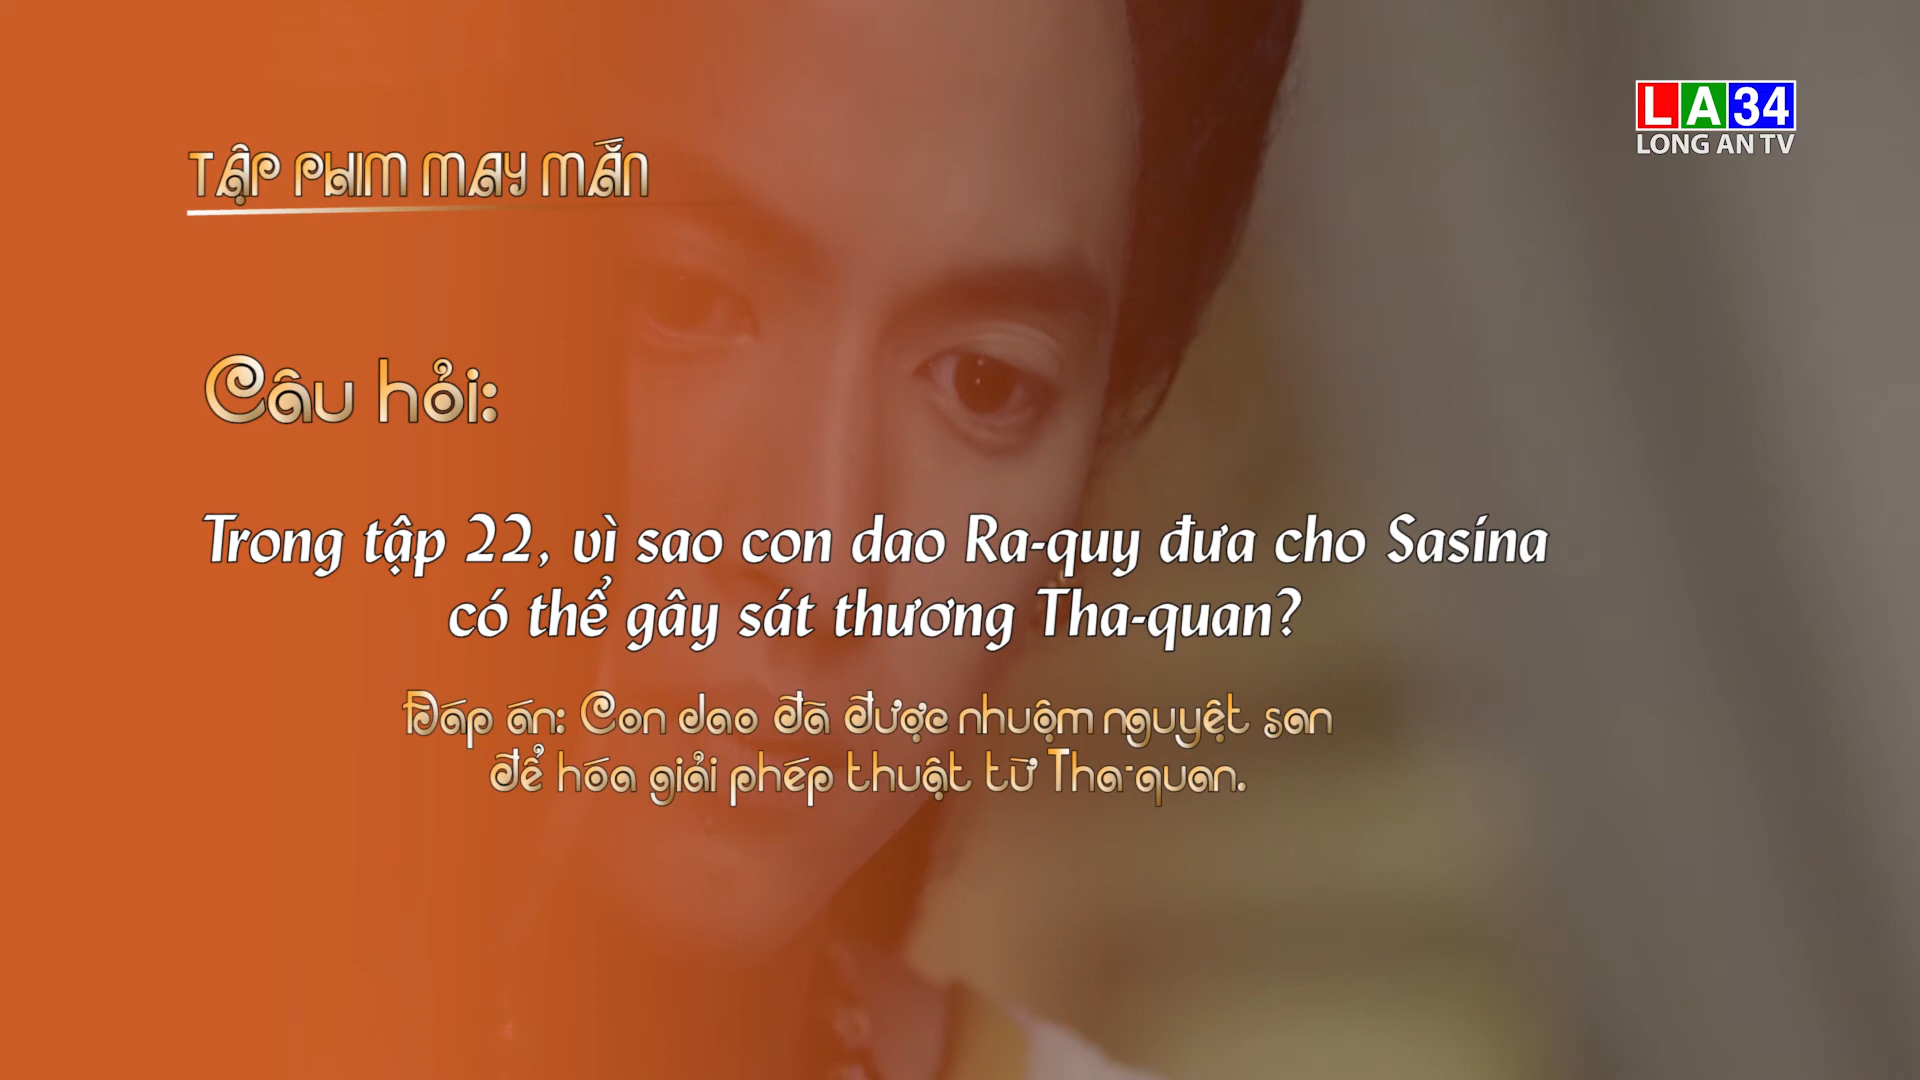 LA34
LONG AN TV
TẬP PHIM MAY MẮN
Câu hỏi:
Trong tập 22, vì sao con dao Ra-quy đưa cho Sasína
có thể gây sát thương Tha-quan?
Đáp án: Con dao đã được nhuộm nguyệt san
để hóa giải phép thuật từ Tha-quan.